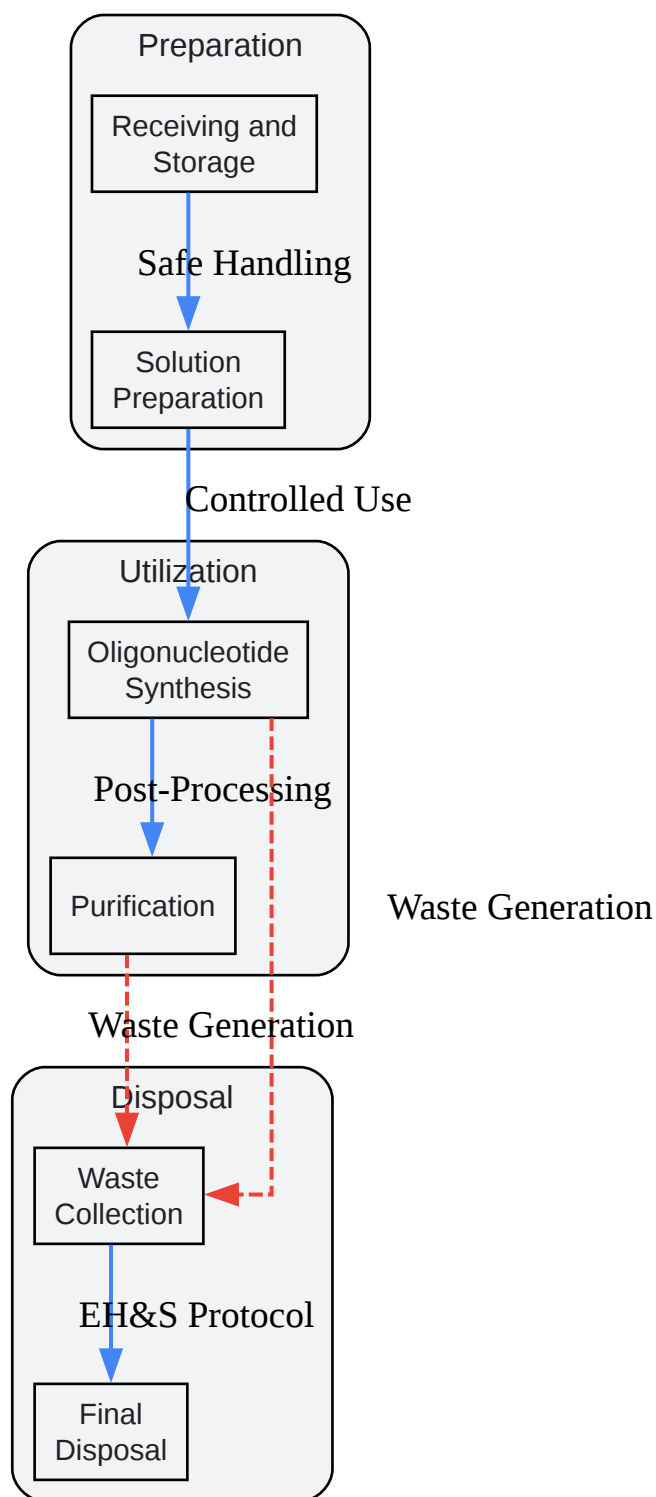 Preparation
Receiving and
Storage
Safe Handling
Solution
Preparation
Controlled Use
Utilization
Oligonucleotide
Synthesis
Post-Processing
Purification
Waste Generation
Waste Generation
Disposal
Waste
Collection
EH&S Protocol
Final
Disposal